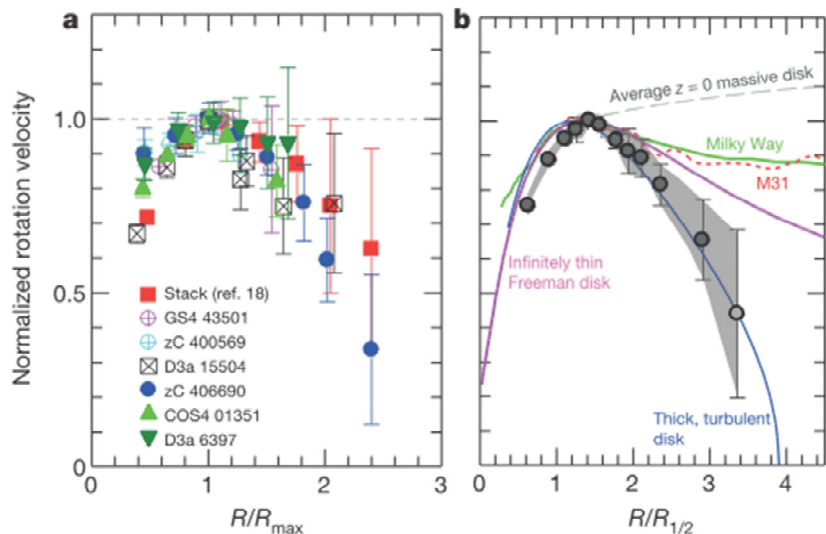 a
b
Normalized rotation velocity
1.0
0.5
0
Stack (ref. 18)
GS4 43501
zC 400569
D3a 15504
zC 406690
COS4 01351
D3a 6397
0 1 2 3
R/Rmax
Average z = 0 massive disk
Milky Way
M31
Infinitely thin
Freeman disk
Thick, turbulent
disk
0 1 2 3 4
R/R1/2